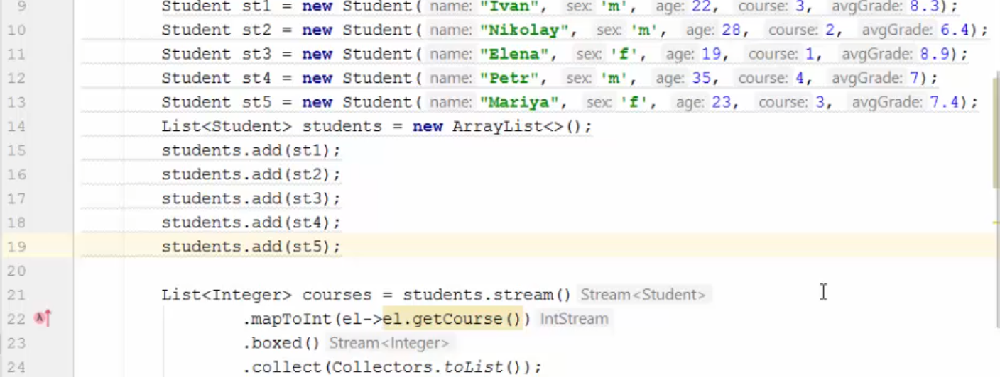 9 Student st1 = new Student( name: "Ivan", sex: 'm', age: 22, course: 3, avgGrade: 8.3);
10 Student st2 = new Student( name: "Nikolay", sex: 'm', age: 28, course: 2, avgGrade: 6.4);
11 Student st3 = new Student( name: "Elena", sex: 'f', age: 19, course: 1, avgGrade: 8.9);
12 Student st4 = new Student( name: "Petr", sex: 'm', age: 35, course: 4, avgGrade: 7);
13 Student st5 = new Student( name: "Mariya", sex: 'f', age: 23, course: 3, avgGrade: 7.4);
14 List<Student> students = new ArrayList<>();
15 students.add(st1);
16 students.add(st2);
17 students.add(st3);
18 students.add(st4);
19 students.add(st5);
20
21 List<Integer> courses = students.stream() Stream<Student>
22 .mapToInt(el->el.getCourse()) IntStream
23 .boxed() Stream<Integer>
24 .collect(Collectors.toList());